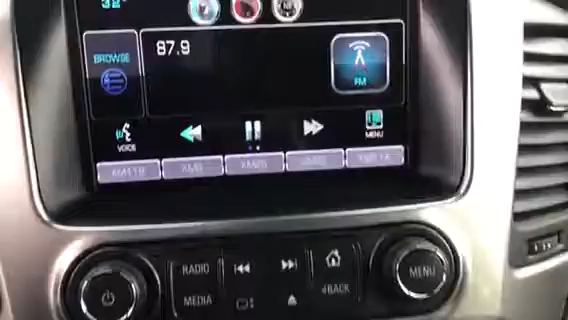 32°
87.9
BROWSE
FM
VOICE
MENU
RADIO
MENU
MEDIA
BACK